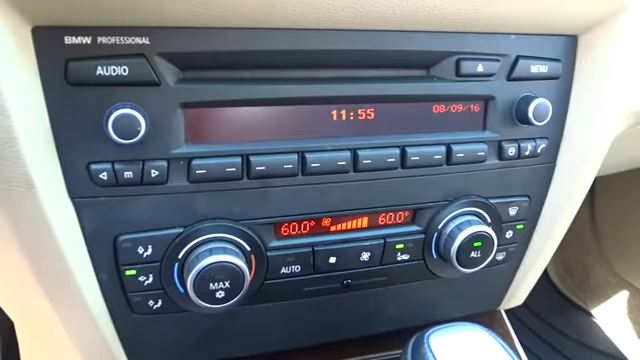 BMW PROFESSIONAL
AUDIO
MENU
11:55 08/09/16
m
60.0° 60.0°
MAX
AUTO
ALL